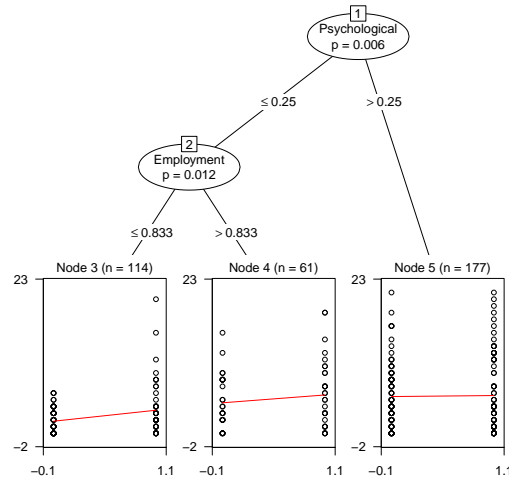 1
Psychological
p = 0.006
≤ 0.25
> 0.25
2
Employment
p = 0.012
≤ 0.833
> 0.833
Node 3 (n = 114)
Node 4 (n = 61)
Node 5 (n = 177)
23
23
23
−2
−2
−2
−0.1
1.1
−0.1
1.1
−0.1
1.1